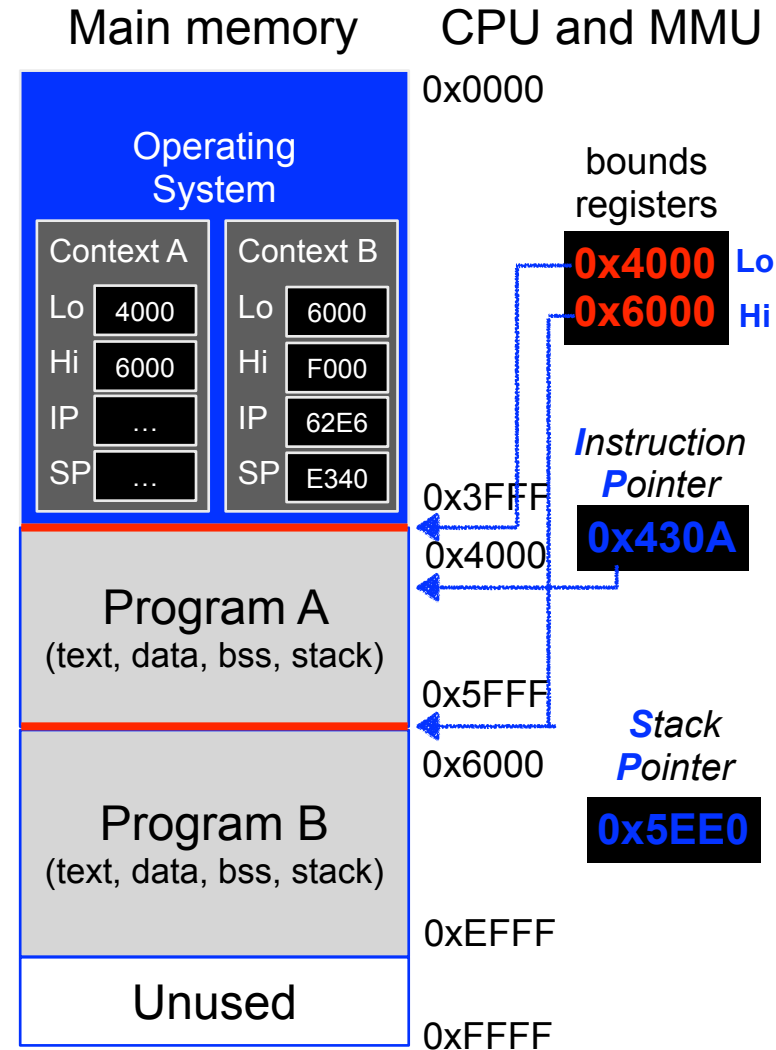 Main memory
CPU and MMU
0x0000
Operating
System
Context A
Lo 4000
Hi 6000
IP …
SP …
Context B
Lo 6000
Hi F000
IP 62E6
SP E340
bounds
registers
0x4000 Lo
0x6000 Hi
0x3FFF
0x4000
Instruction
Pointer
0x430A
Program A
(text, data, bss, stack)
0x5FFF
0x6000
Stack
Pointer
0x5EE0
Program B
(text, data, bss, stack)
0xEFFF
Unused
0xFFFF